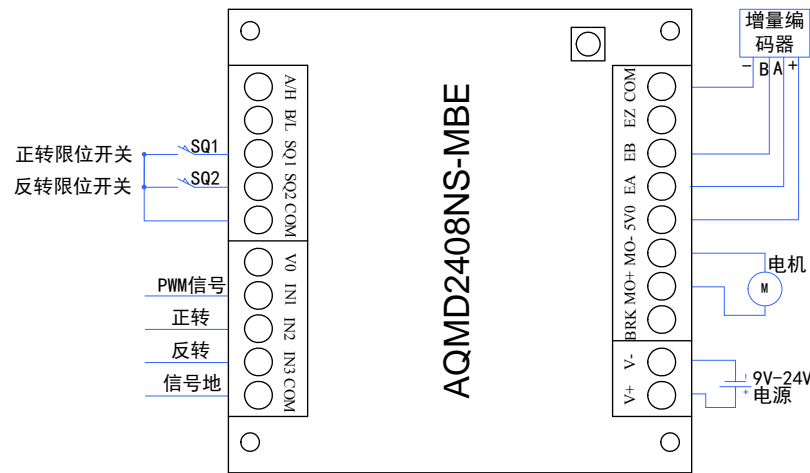 增量编
码器
- B A +
A/H
B/L
SQ1
SQ2
COM
V0
IN1
IN2
IN3
COM
正转限位开关
SQ1
反转限位开关
SQ2
PWM信号
正转
反转
信号地
AQMD2408NS-MBE
COM
EZ
EB
EA
5V0
MO-
MO+
BRK
V-
V+
电机
M
- 9V-24V
+ 电源